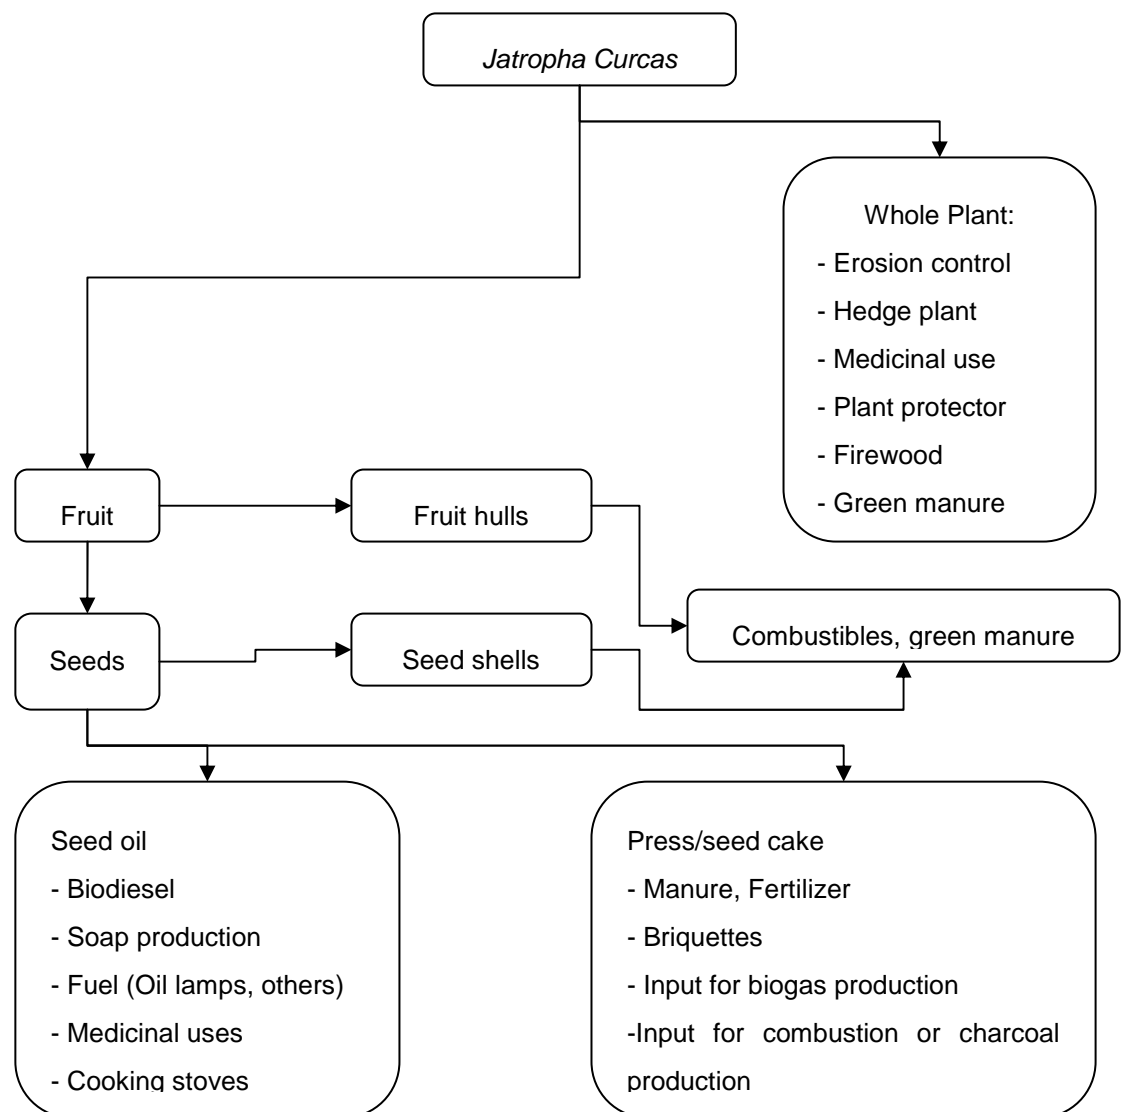 Jatropha Curcas
Whole Plant:
- Erosion control
- Hedge plant
- Medicinal use
- Plant protector
- Firewood
- Green manure
Fruit
Fruit hulls
Combustibles, green manure
Seeds
Seed shells
Seed oil
- Biodiesel
- Soap production
- Fuel (Oil lamps, others)
- Medicinal uses
- Cooking stoves
Press/seed cake
- Manure, Fertilizer
- Briquettes
- Input for biogas production
-Input for combustion or charcoal
production